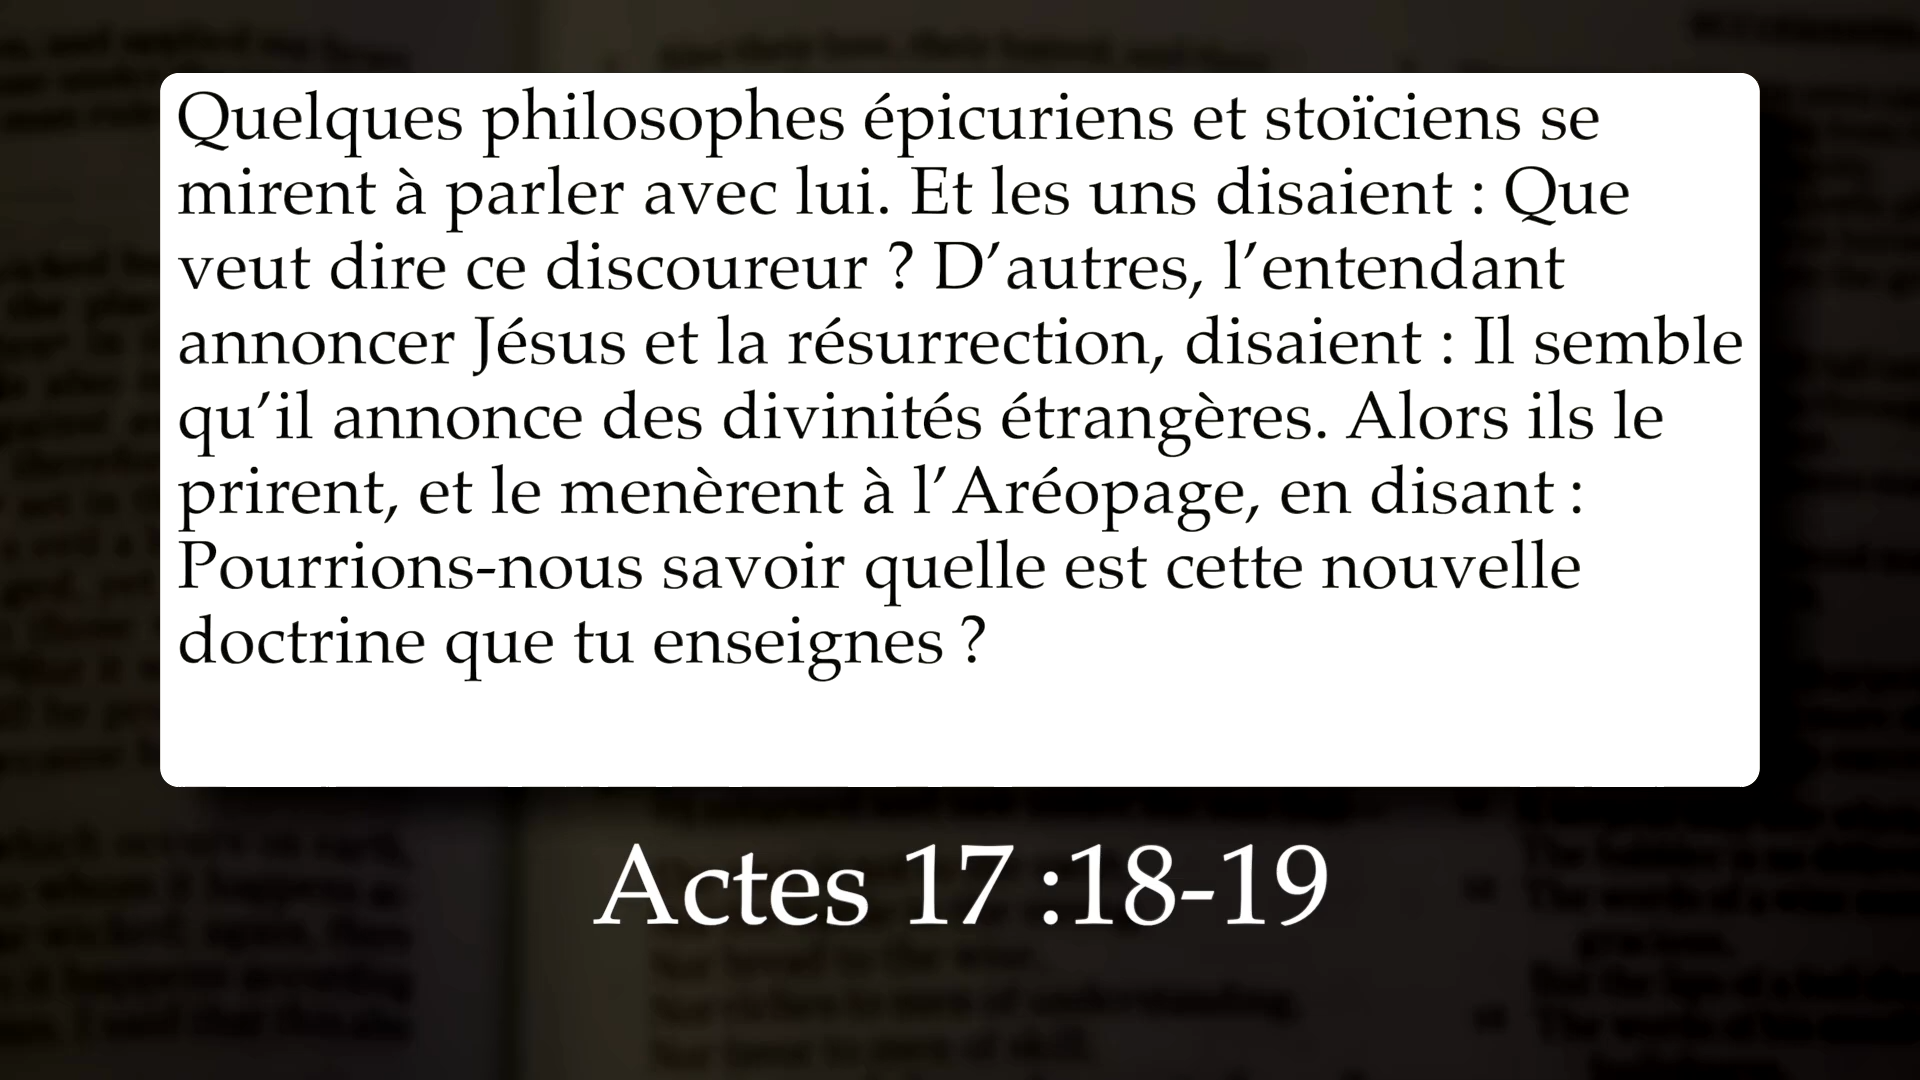 Quelques philosophes épicuriens et stoïciens se
mirent à parler avec lui. Et les uns disaient : Que
veut dire ce discoureur ? D’autres, l’entendant
annoncer Jésus et la résurrection, disaient : Il semble
qu’il annonce des divinités étrangères. Alors ils le
prirent, et le menèrent à l’Aréopage, en disant :
Pourrions-nous savoir quelle est cette nouvelle
doctrine que tu enseignes ?
Actes 17 :18-19